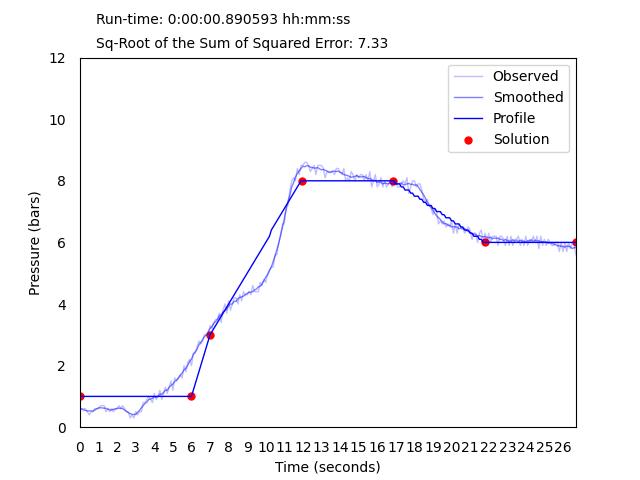 Run-time: 0:00:00.890593 hh:mm:ss
Sq-Root of the Sum of Squared Error: 7.33
12
Observed
Smoothed
Profile
Solution
10
8
6
4
2
0
Pressure (bars)
0 1 2 3 4 5 6 7 8 9 10 11 12 13 14 15 16 17 18 19 20 21 22 23 24 25 26
Time (seconds)